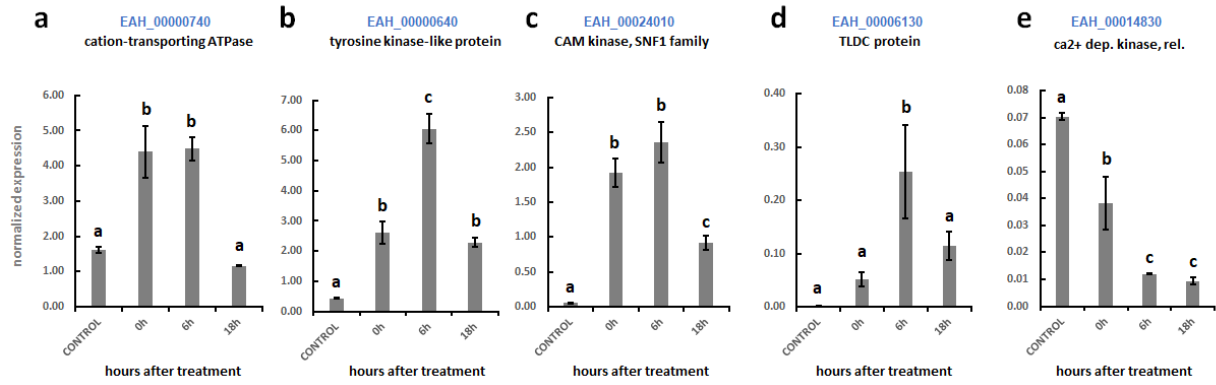 a
EAH_00000740
cation-transporting ATPase
normalized expression
6.00
5.00
4.00
3.00
2.00
1.00
0.00
a
b
b
a
CONTROL
0h
6h
18h
hours after treatment
b
EAH_00000640
tyrosine kinase-like protein
7.00
6.00
5.00
4.00
3.00
2.00
1.00
0.00
a
b
c
b
CONTROL
0h
6h
18h
hours after treatment
c
EAH_00024010
CAM kinase, SNF1 family
3.00
2.50
2.00
1.50
1.00
0.50
0.00
a
b
b
c
CONTROL
0h
6h
18h
hours after treatment
d
EAH_00006130
TLDC protein
0.40
0.30
0.20
0.10
0.00
a
a
b
a
CONTROL
0h
6h
18h
hours after treatment
e
EAH_00014830
ca2+ dep. kinase, rel.
0.08
0.07
0.06
0.05
0.04
0.03
0.02
0.01
0.00
a
b
c
c
CONTROL
0h
6h
18h
hours after treatment